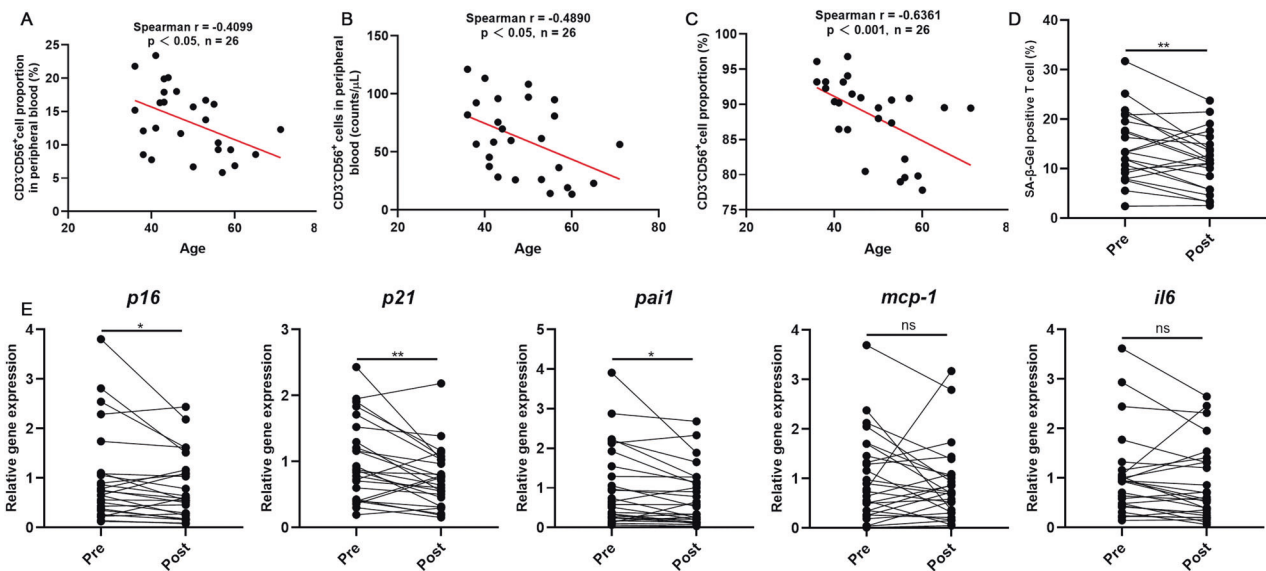 A
Spearman r = -0.4099
p < 0.05, n = 26
CD3-CD56+cell proportion
in peripheral blood (%)
30
25
20
15
10
5
0
20
40
60
8
Age
B
Spearman r = -0.4890
p < 0.05, n = 26
CD3-CD56+ cells in peripheral
blood (counts/μL)
150
125
100
75
50
25
0
20
40
60
80
Age
C
Spearman r = -0.6361
p < 0.001, n = 26
CD3-CD56+cell proportion (%)
100
95
90
85
80
75
20
40
60
8
Age
D
**
SA-β-Gel positive T cell (%)
40
30
20
10
0
Pre
Post
E
p16
*
Relative gene expression
4
3
2
1
0
Pre
Post
p21
**
Relative gene expression
3
2
1
0
Pre
Post
pai1
*
Relative gene expression
5
4
3
2
1
0
Pre
Post
mcp-1
ns
Relative gene expression
4
3
2
1
0
Pre
Post
il6
ns
Relative gene expression
4
3
2
1
0
Pre
Post